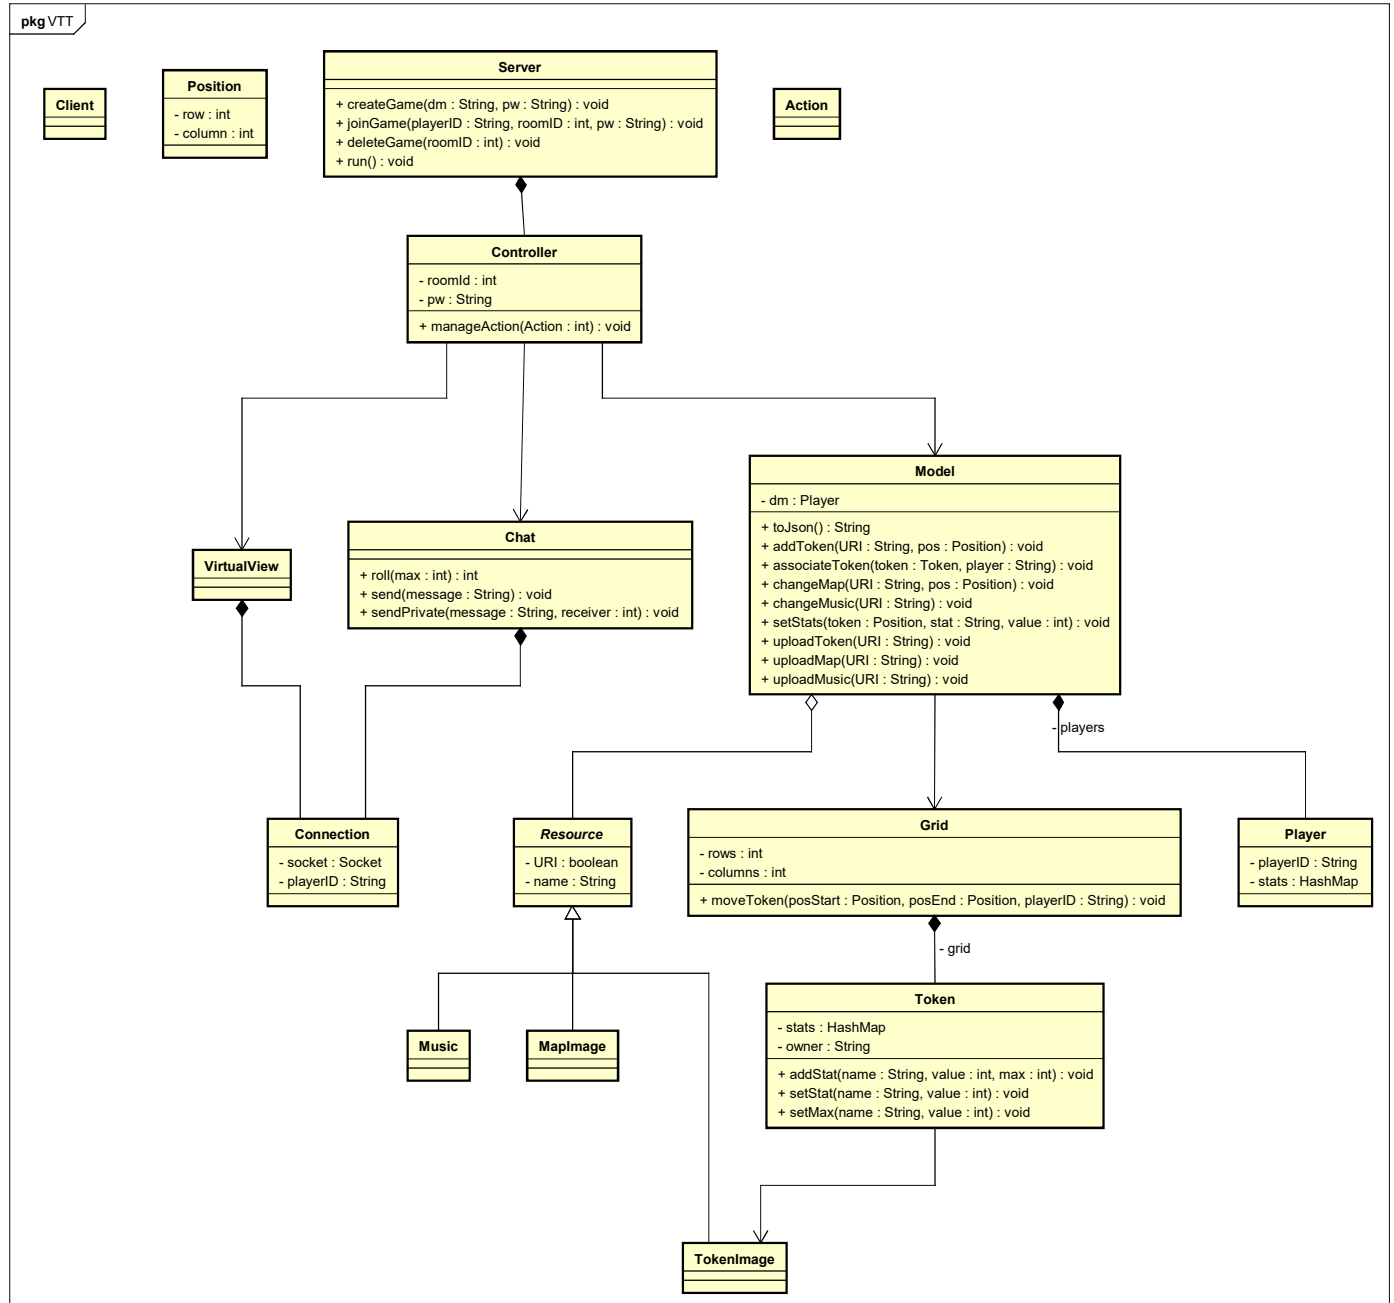 pkg VTT
Client
Position
- row : int
- column : int
Server
+ createGame(dm : String, pw : String) : void
+ joinGame(playerID : String, roomID : int, pw : String) : void
+ deleteGame(roomID : int) : void
+ run() : void
Action
Controller
- roomId : int
- pw : String
+ manageAction(Action : int) : void
VirtualView
Chat
+ roll(max : int) : int
+ send(message : String) : void
+ sendPrivate(message : String, receiver : int) : void
Model
- dm : Player
+ toJson() : String
+ addToken(URI : String, pos : Position) : void
+ associateToken(token : Token, player : String) : void
+ changeMap(URI : String, pos : Position) : void
+ changeMusic(URI : String) : void
+ setStats(token : Position, stat : String, value : int) : void
+ uploadToken(URI : String) : void
+ uploadMap(URI : String) : void
+ uploadMusic(URI : String) : void
- players
Connection
- socket : Socket
- playerID : String
Resource
- URI : boolean
- name : String
Grid
- rows : int
- columns : int
+ moveToken(posStart : Position, posEnd : Position, playerID : String) : void
Player
- playerID : String
- stats : HashMap
- grid
Music
MapImage
Token
- stats : HashMap
- owner : String
+ addStat(name : String, value : int, max : int) : void
+ setStat(name : String, value : int) : void
+ setMax(name : String, value : int) : void
TokenImage